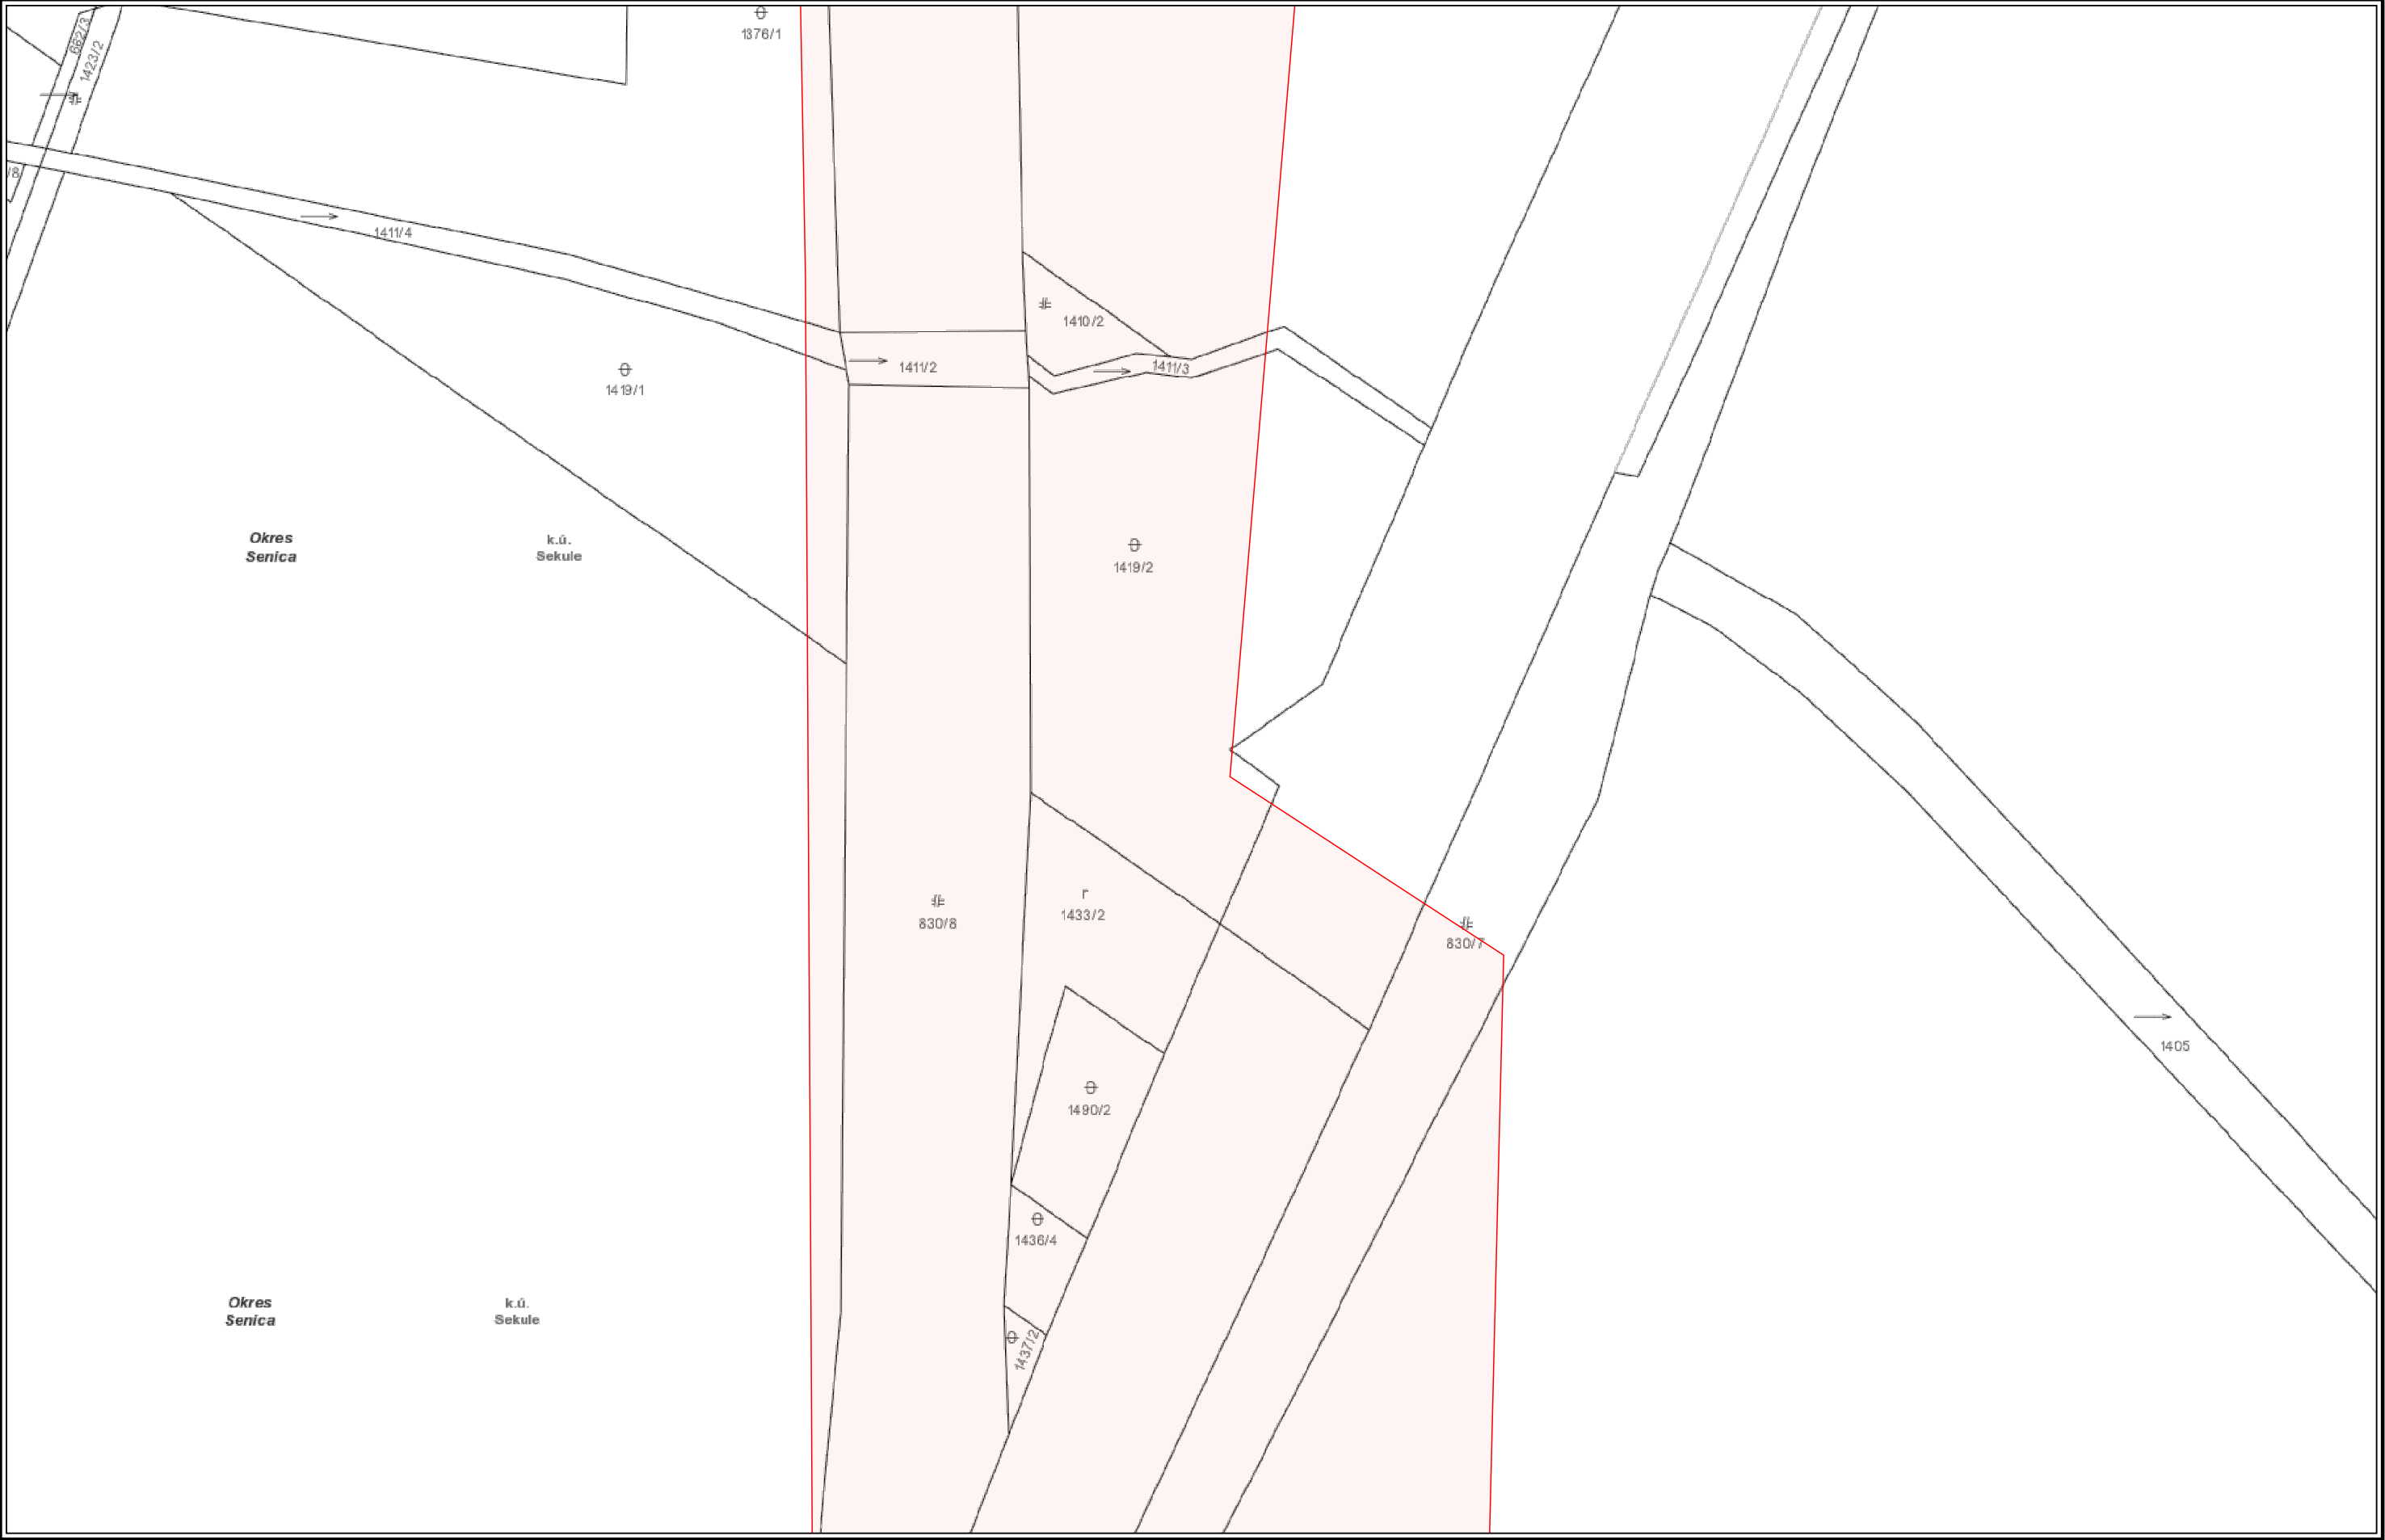 1376/1
662/3
1423/2
/8
1411/4
1410/2
1411/2
1411/3
1419/1
Okres
Senica
k.ú.
Sekule
1419/2
830/8
r
1433/2
830/7
1405
1490/2
1436/4
Okres
Senica
k.ú.
Sekule
1437/2